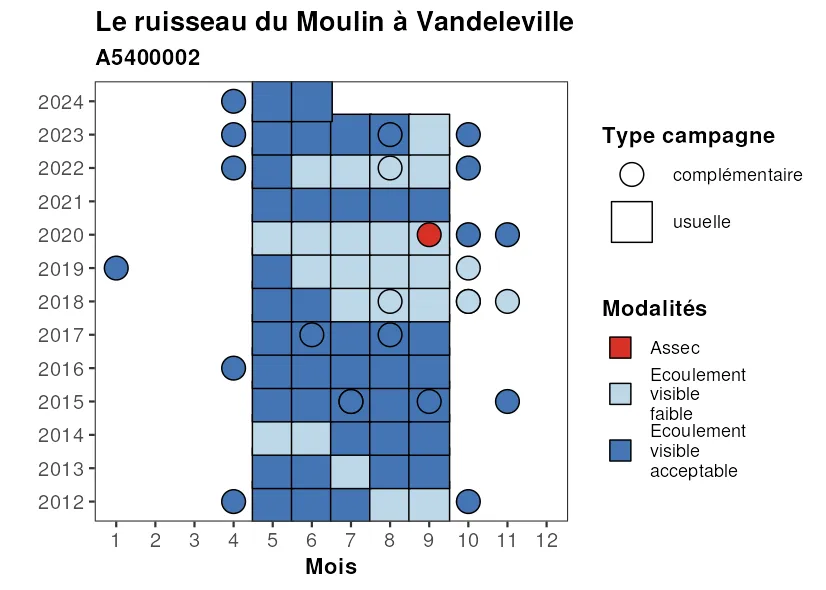 Le ruisseau du Moulin à Vandeleville
A5400002
2024
2023
2022
2021
2020
2019
2018
2017
2016
2015
2014
2013
2012
1 2 3 4 5 6 7 8 9 10 11 12
Mois
Type campagne
complémentaire
usuelle
Modalités
Assec
Ecoulement
visible
faible
Ecoulement
visible
acceptable